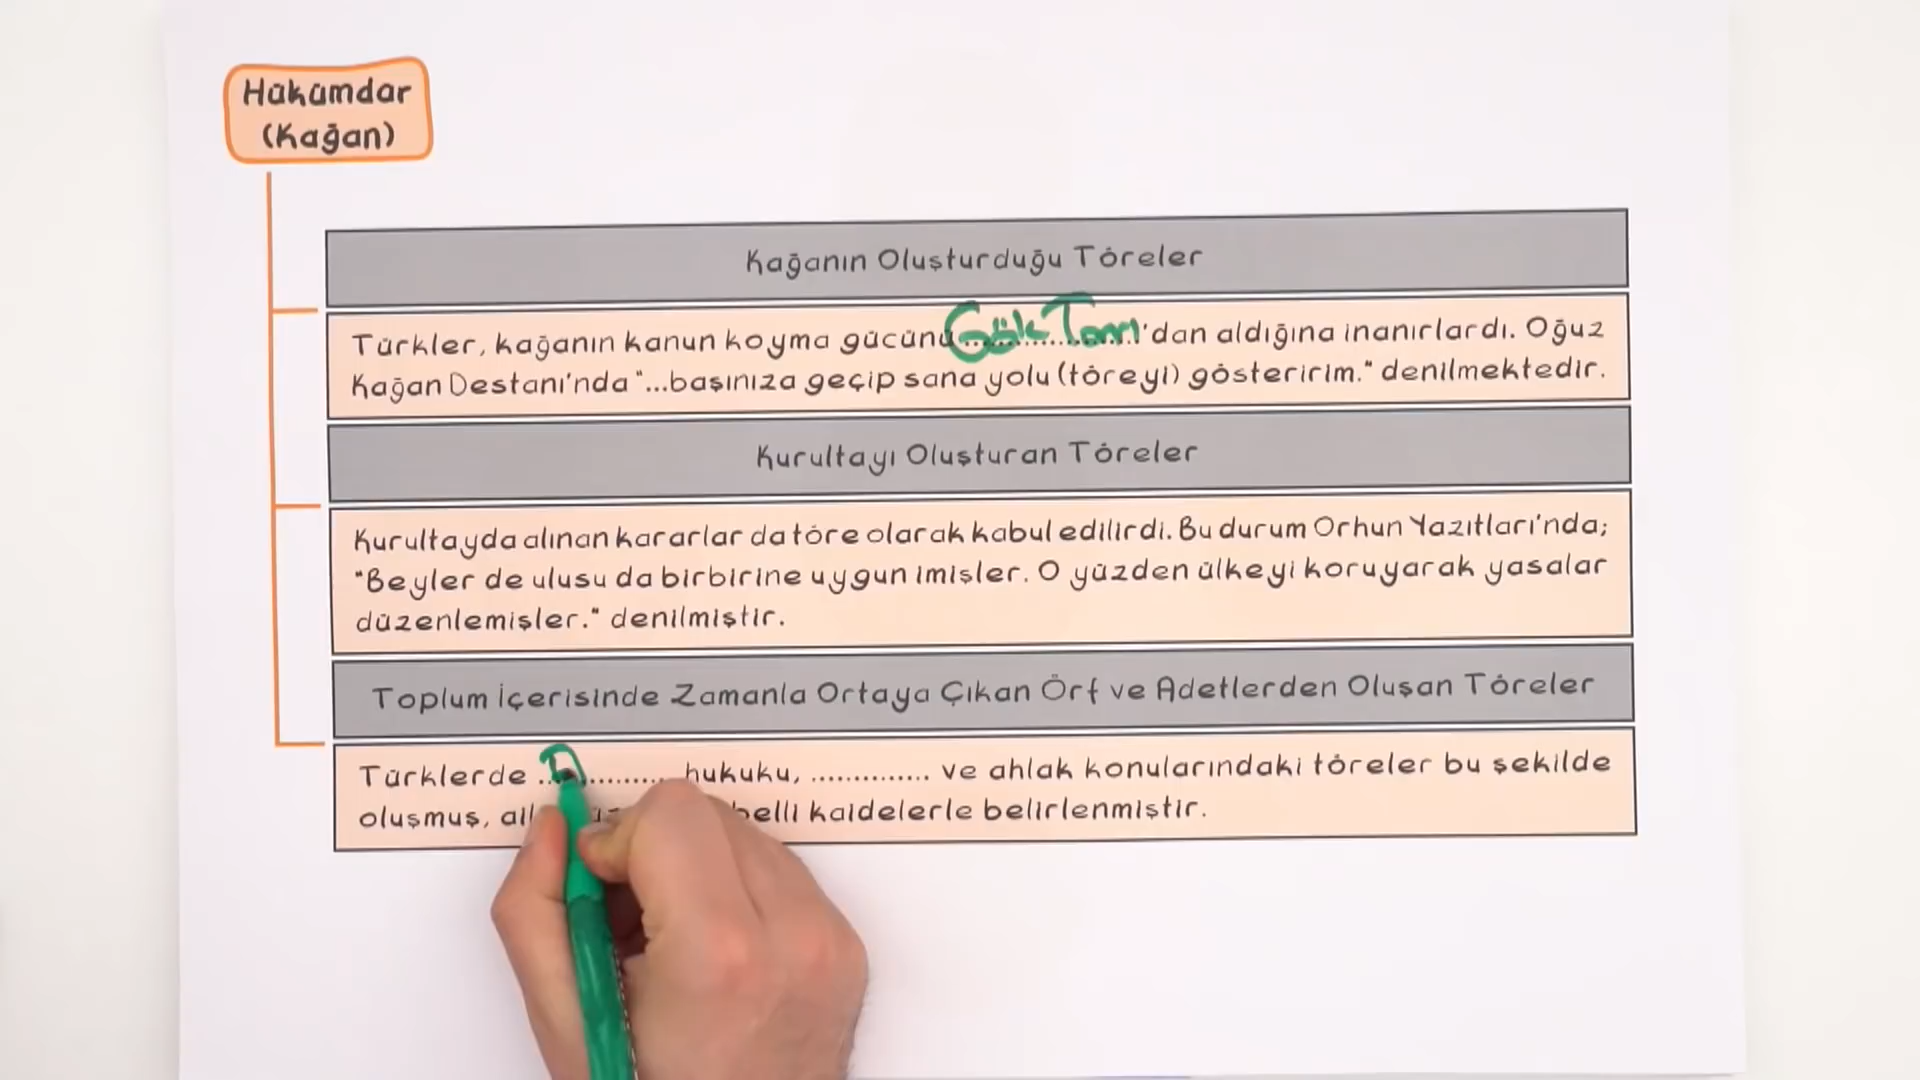 Hükümdar
(Kağan)
Kağanın Oluşturduğu Töreler
Türkler, kağanın kanun koyma gücünü Gök Tanrı'dan aldığına inanırlardı. Oğuz
Kağan Destanı'nda "...başınıza geçip sana yolu (töreyi) gösteririm." denilmektedir.
Kurultayı Oluşturan Töreler
Kurultayda alınan kararlar da töre olarak kabul edilirdi. Bu durum Orhun Yazıtları'nda;
"Beyler de ulusu da birbirine uygun imişler. O yüzden ülkeyi koruyarak yasalar
düzenlemişler." denilmiştir.
Toplum İçerisinde Zamanla Ortaya Çıkan Örf ve Adetlerden Oluşan Töreler
Türklerde ............. hukuku, ............. ve ahlak konularındaki töreler bu şekilde
oluşmuş, belli kaidelerle belirlenmiştir.